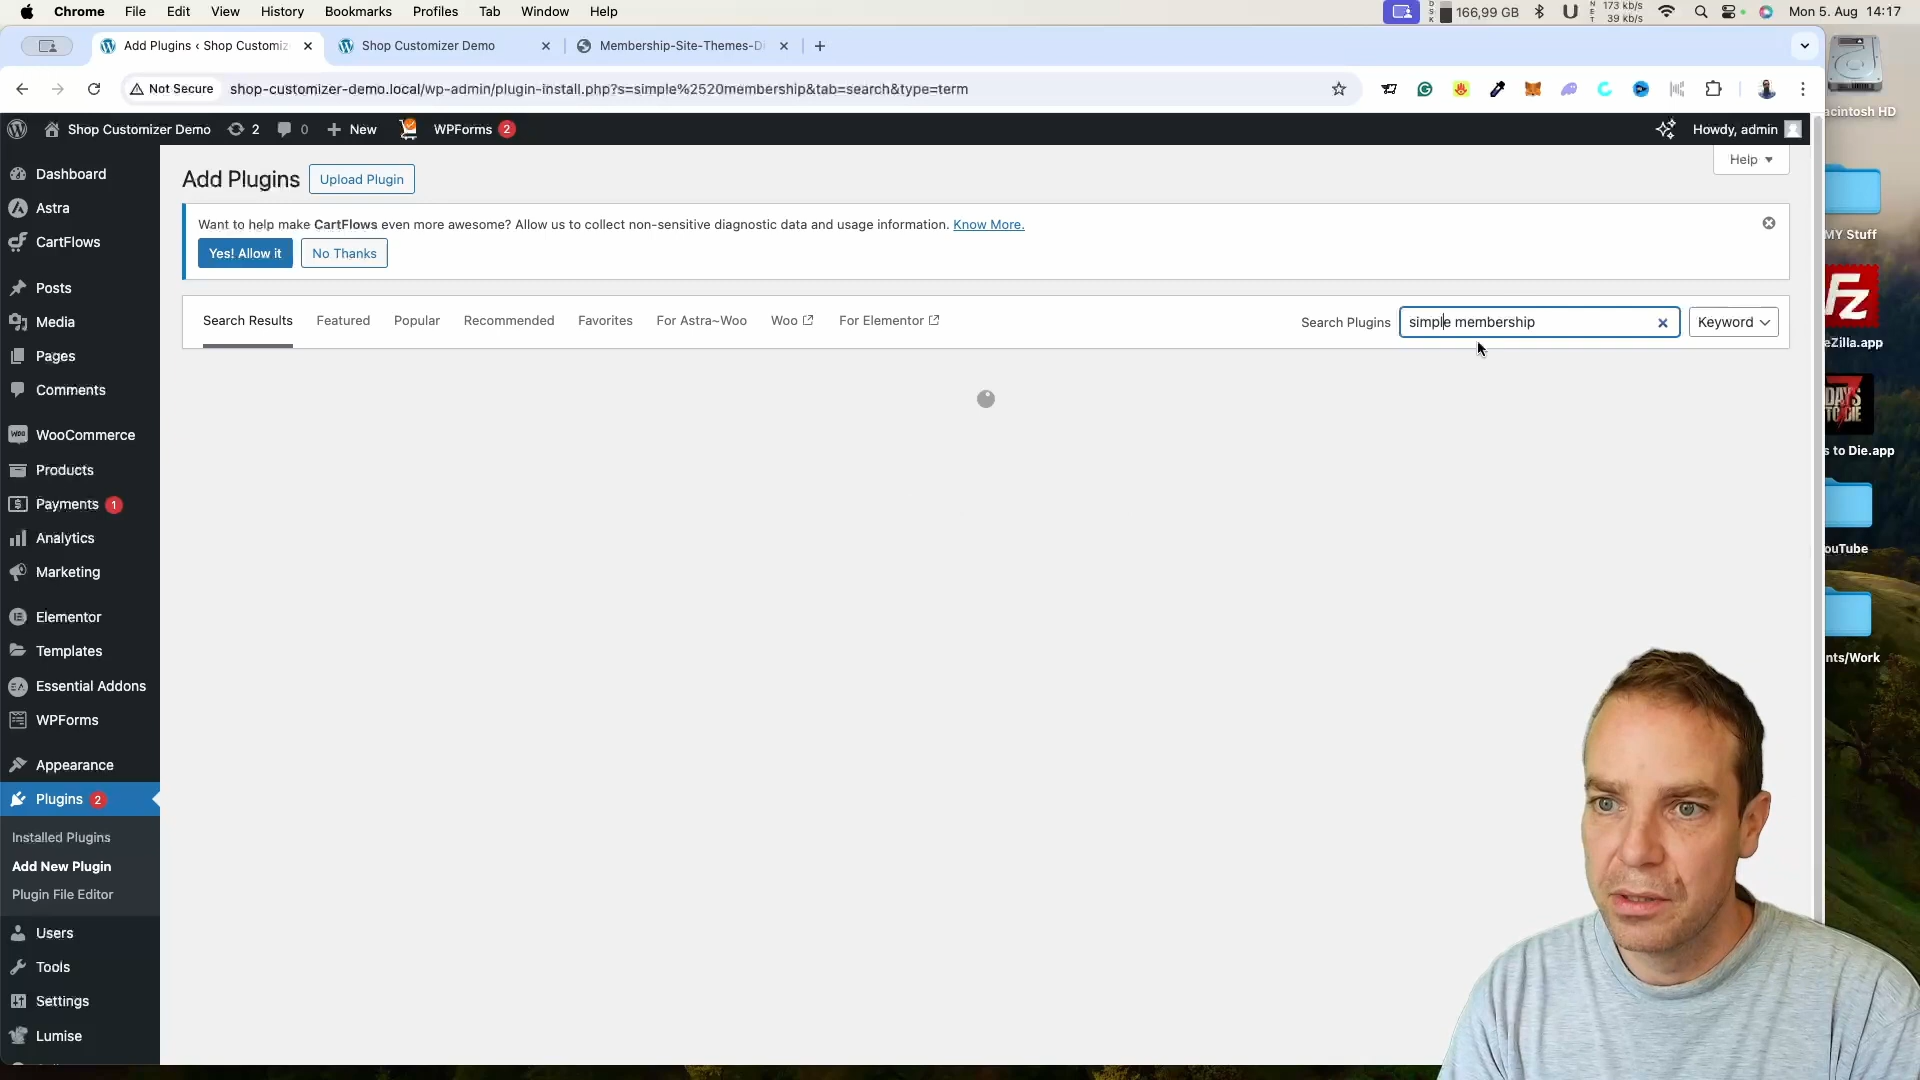 Chrome File Edit View History Bookmarks Profiles Tab Window Help
166,99 GB 173 kb/s 39 kb/s Mon 5. Aug 14:17
Add Plugins ‹ Shop Customiz
Shop Customizer Demo
Membership-Site-Themes-D
Not Secure shop-customizer-demo.local/wp-admin/plugin-install.php?s=simple%2520membership&tab=search&type=term
Shop Customizer Demo 2 0 New WPForms 2 Howdy, admin
Dashboard
Astra
CartFlows
Posts
Media
Pages
Comments
WooCommerce
Products
Payments 1
Analytics
Marketing
Elementor
Templates
Essential Addons
WPForms
Appearance
Plugins 2
Installed Plugins
Add New Plugin
Plugin File Editor
Users
Tools
Settings
Lumise
Help
Add Plugins Upload Plugin
Want to help make CartFlows even more awesome? Allow us to collect non-sensitive diagnostic data and usage information. Know More.
Yes! Allow it No Thanks
Search Results Featured Popular Recommended Favorites For Astra~Woo Woo For Elementor Search Plugins simple membership Keyword
acintosh HD
MY Stuff
Fz
eZilla.app
DAYS
TO DIE
s to Die.app
ouTube
nts/Work